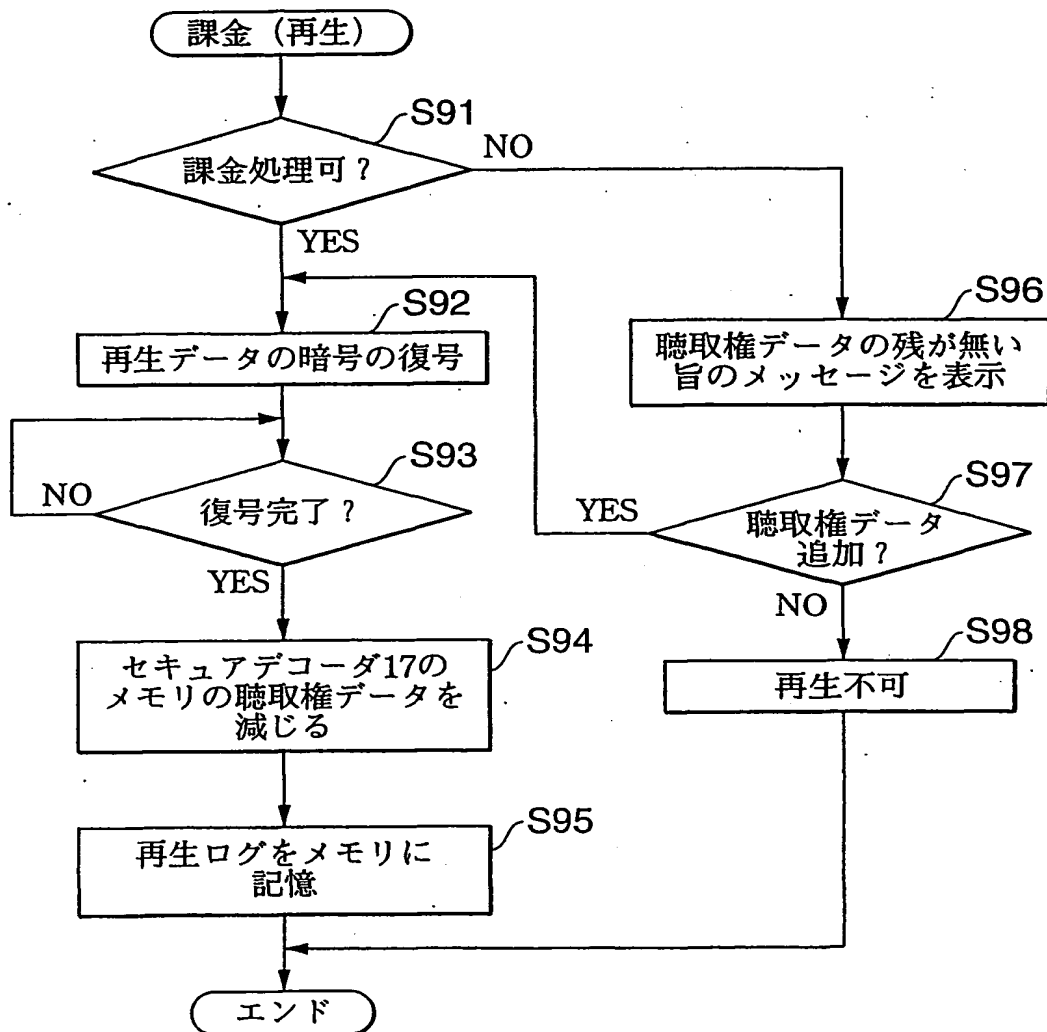 課金（再生）
S91
課金処理可？
NO
YES
S92
再生データの暗号の復号
S93
復号完了？
NO
YES
S94
セキュアデコーダ17の
メモリの聴取権データを
減じる
S95
再生ログをメモリに
記憶
S96
聴取権データの残が無い
旨のメッセージを表示
S97
聴取権データ
追加？
YES
NO
S98
再生不可
エンド